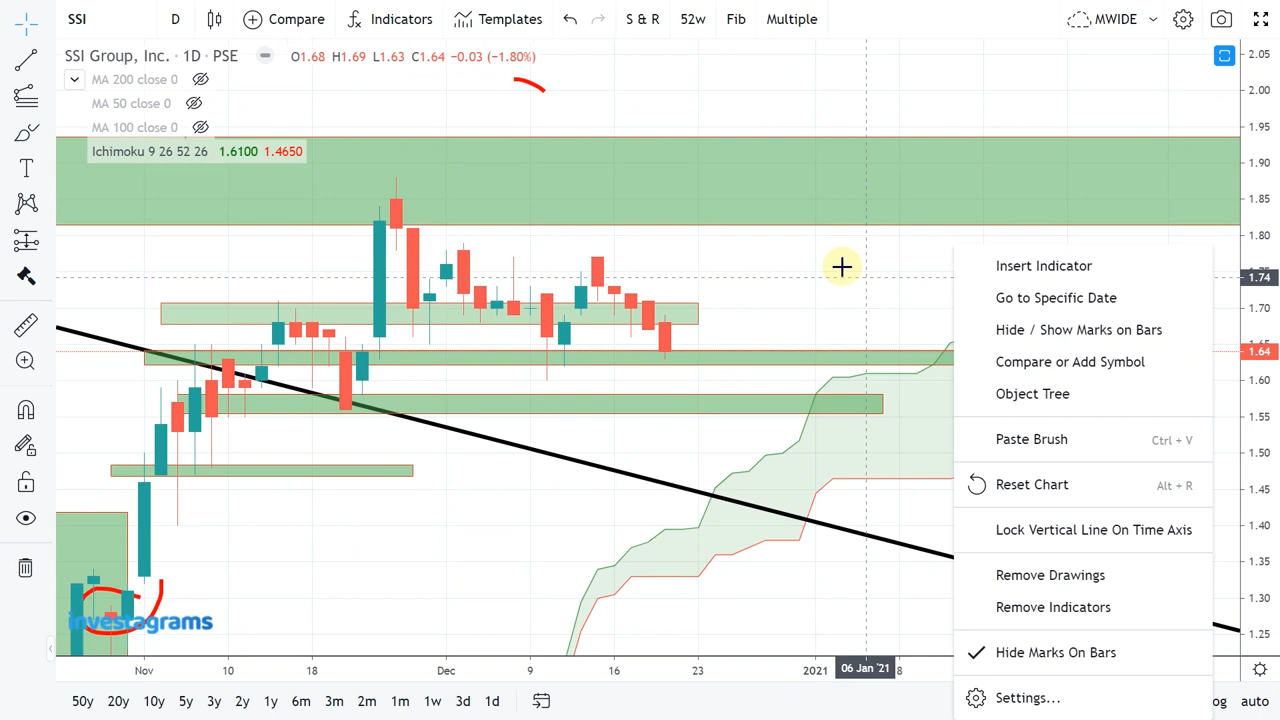 SSI D Compare Indicators Templates S & R 52w Fib Multiple MWIDE
SSI Group, Inc. · 1D · PSE O1.68 H1.69 L1.63 C1.64 −0.03 (−1.80%)
MA 200 close 0
MA 50 close 0
MA 100 close 0
Ichimoku 9 26 52 26 1.6100 1.4650
2.05
2.00
1.95
1.90
1.85
1.80
1.74
1.70
1.64
1.60
1.55
1.50
1.45
1.40
1.35
1.30
1.25
Insert Indicator
Go to Specific Date
Hide / Show Marks on Bars
Compare or Add Symbol
Object Tree
Paste Brush Ctrl + V
Reset Chart Alt + R
Lock Vertical Line On Time Axis
Remove Drawings
Remove Indicators
Hide Marks On Bars
Settings...
investagrams
Nov 10 18 Dec 9 16 23 2021 06 Jan '21 8
50y 20y 10y 5y 3y 2y 1y 6m 3m 2m 1m 1w 3d 1d auto